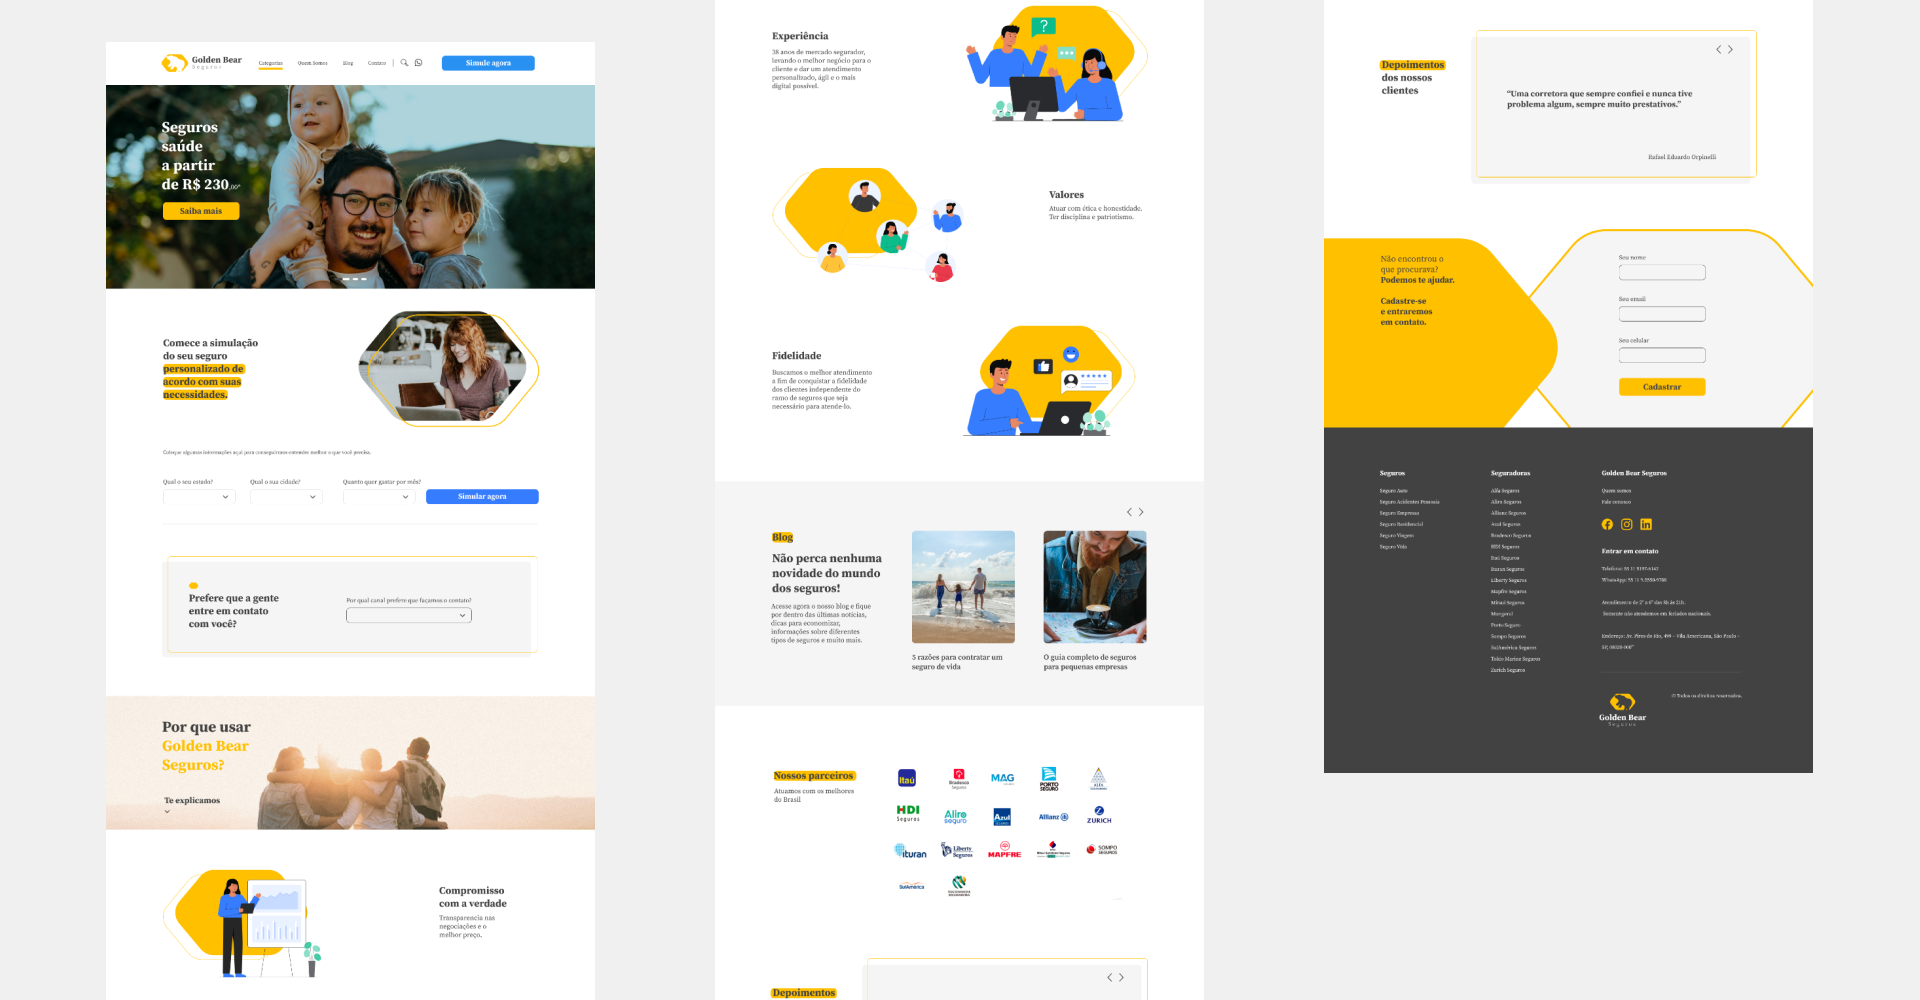 Golden Bear
Seguros
Categorias
Quem Somos
Blog
Contato
Simule agora
Seguros
saúde
a partir
de R$ 230,00*
Saiba mais
Comece a simulação
do seu seguro
personalizado de
acordo com suas
necessidades.
Coloque algumas informações aqui para conseguirmos entender melhor o que você precisa.
Qual o seu estado?
Qual o sua cidade?
Quanto quer gastar por mês?
Simular agora
Prefere que a gente
entre em contato
com você?
Por qual canal prefere que façamos o contato?
Por que usar
Golden Bear
Seguros?
Te explicamos
Compromisso
com a verdade
Transparencia nas
negociações e o
melhor preço.
Experiência
38 anos de mercado segurador,
levando o melhor negócio para o
cliente e dar um atendimento
personalizado, ágil e o mais
digital possível.
Valores
Atuar com ética e honestidade.
Ter disciplina e patriotismo.
Fidelidade
Buscamos o melhor atendimento
a fim de conquistar a fidelidade
dos clientes independente do
ramo de seguros que seja
necessário para atende-lo.
Blog
Não perca nenhuma
novidade do mundo
dos seguros!
Acesse agora o nosso blog e fique
por dentro das últimas notícias,
dicas para economizar,
informações sobre diferentes
tipos de seguros e muito mais.
5 razões para contratar um
seguro de vida
O guia completo de seguros
para pequenas empresas
Nossos parceiros
Atuamos com os melhores
do Brasil
Itaú
Bradesco
Seguros
MAG
PORTO
SEGURO
ALFA
HDI
Seguros
Aliro
seguro
Azul
Allianz
ZURICH
ituran
Liberty
Seguros
MAPFRE
SOMPO
SEGUROS
SulAmérica
Depoimentos
Depoimentos
dos nossos
clientes
“Uma corretora que sempre confiei e nunca tive
problema algum, sempre muito prestativos.”
Rafael Eduardo Orpinelli
Não encontrou o
que procurava?
Podemos te ajudar.
Cadastre-se
e entraremos
em contato.
Seu nome
Seu email
Seu celular
Cadastrar
Seguros
Seguro Auto
Seguro Acidentes Pessoais
Seguro Empresas
Seguro Residencial
Seguro Viagem
Seguro Vida
Seguradoras
Alfa Seguros
Aliro Seguros
Allianz Seguros
Azul Seguros
Bradesco Seguros
HDI Seguros
Itaú Seguros
Ituran Seguros
Liberty Seguros
Mapfre Seguros
Mitsui Seguros
Mongeral
Porto Seguro
Sompo Seguros
SulAmérica Seguros
Tokio Marine Seguros
Zurich Seguros
Golden Bear Seguros
Quem somos
Fale conosco
Entrar em contato
Telefone: 55 11
WhatsApp: 55 11
Atendimento de 2ª a 6ª das 8h às 21h.
Somente não atendemos em feriados nacionais.
Endereço: Av. Pires do Rio, 499 - Vila Americana, São Paulo -
SP,
Golden Bear
Seguros
® Todos os direitos reservados.